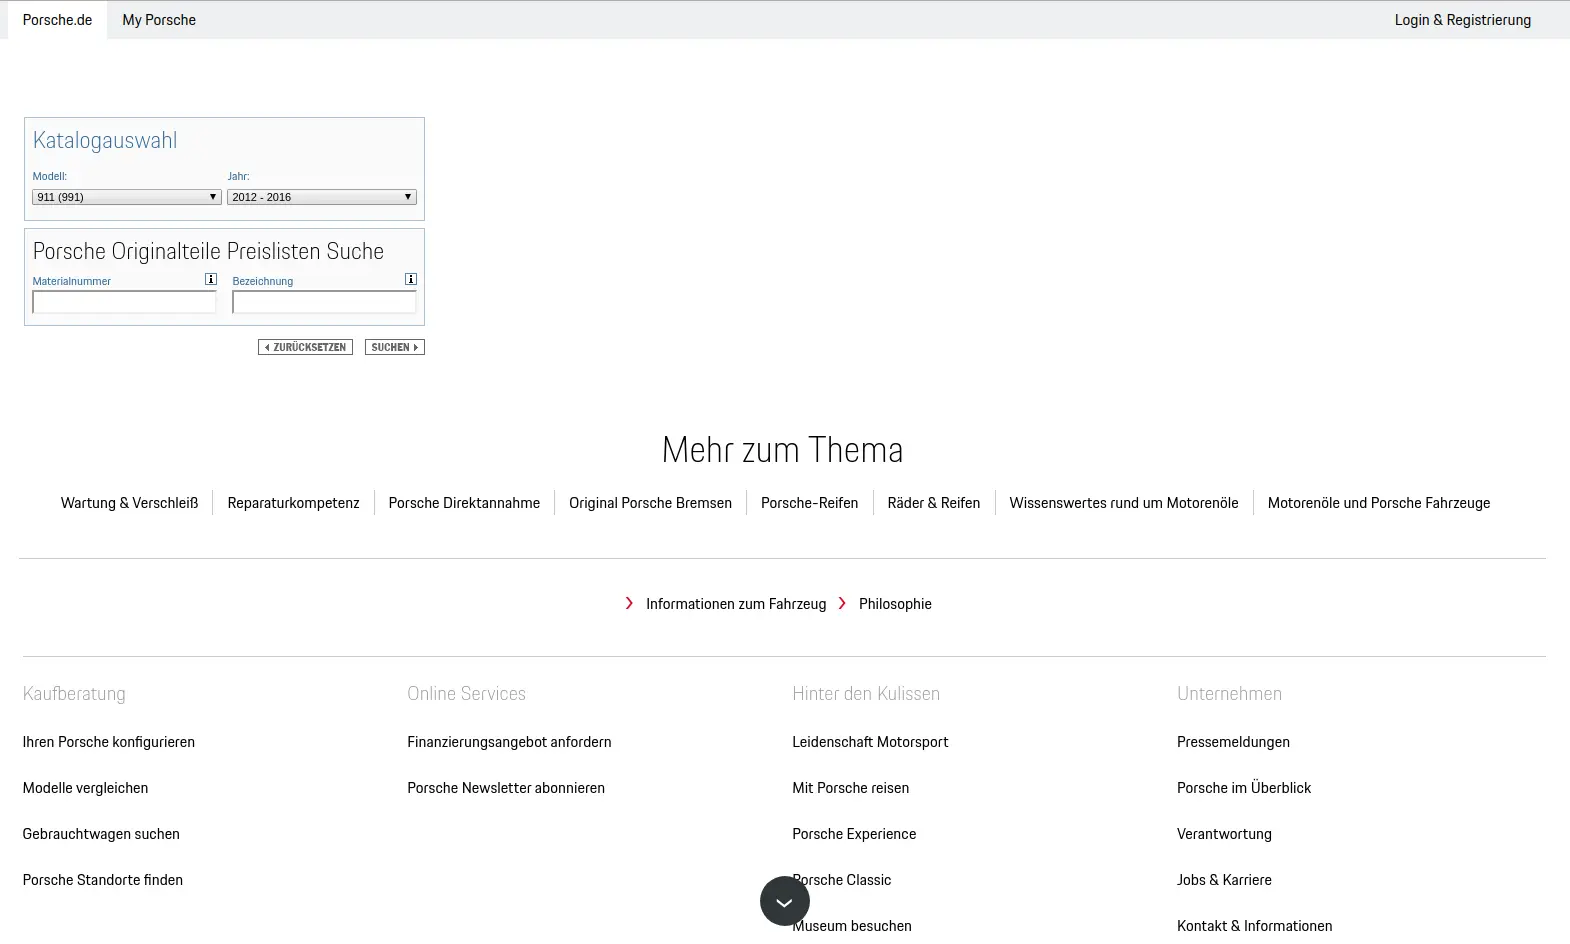 Porsche.de My Porsche Login & Registrierung
Katalogauswahl
Modell: Jahr:
911 (991) 2012 - 2016
Porsche Originalteile Preislisten Suche
Materialnummer Bezeichnung
ZURÜCKSETZEN SUCHEN
Mehr zum Thema
Wartung & Verschleiß Reparaturkompetenz Porsche Direktannahme Original Porsche Bremsen Porsche-Reifen Räder & Reifen Wissenswertes rund um Motorenöle Motorenöle und Porsche Fahrzeuge
Informationen zum Fahrzeug Philosophie
Kaufberatung Online Services Hinter den Kulissen Unternehmen
Ihren Porsche konfigurieren Finanzierungsangebot anfordern Leidenschaft Motorsport Pressemeldungen
Modelle vergleichen Porsche Newsletter abonnieren Mit Porsche reisen Porsche im Überblick
Gebrauchtwagen suchen Porsche Experience Verantwortung
Porsche Standorte finden Porsche Classic Jobs & Karriere
Museum besuchen Kontakt & Informationen